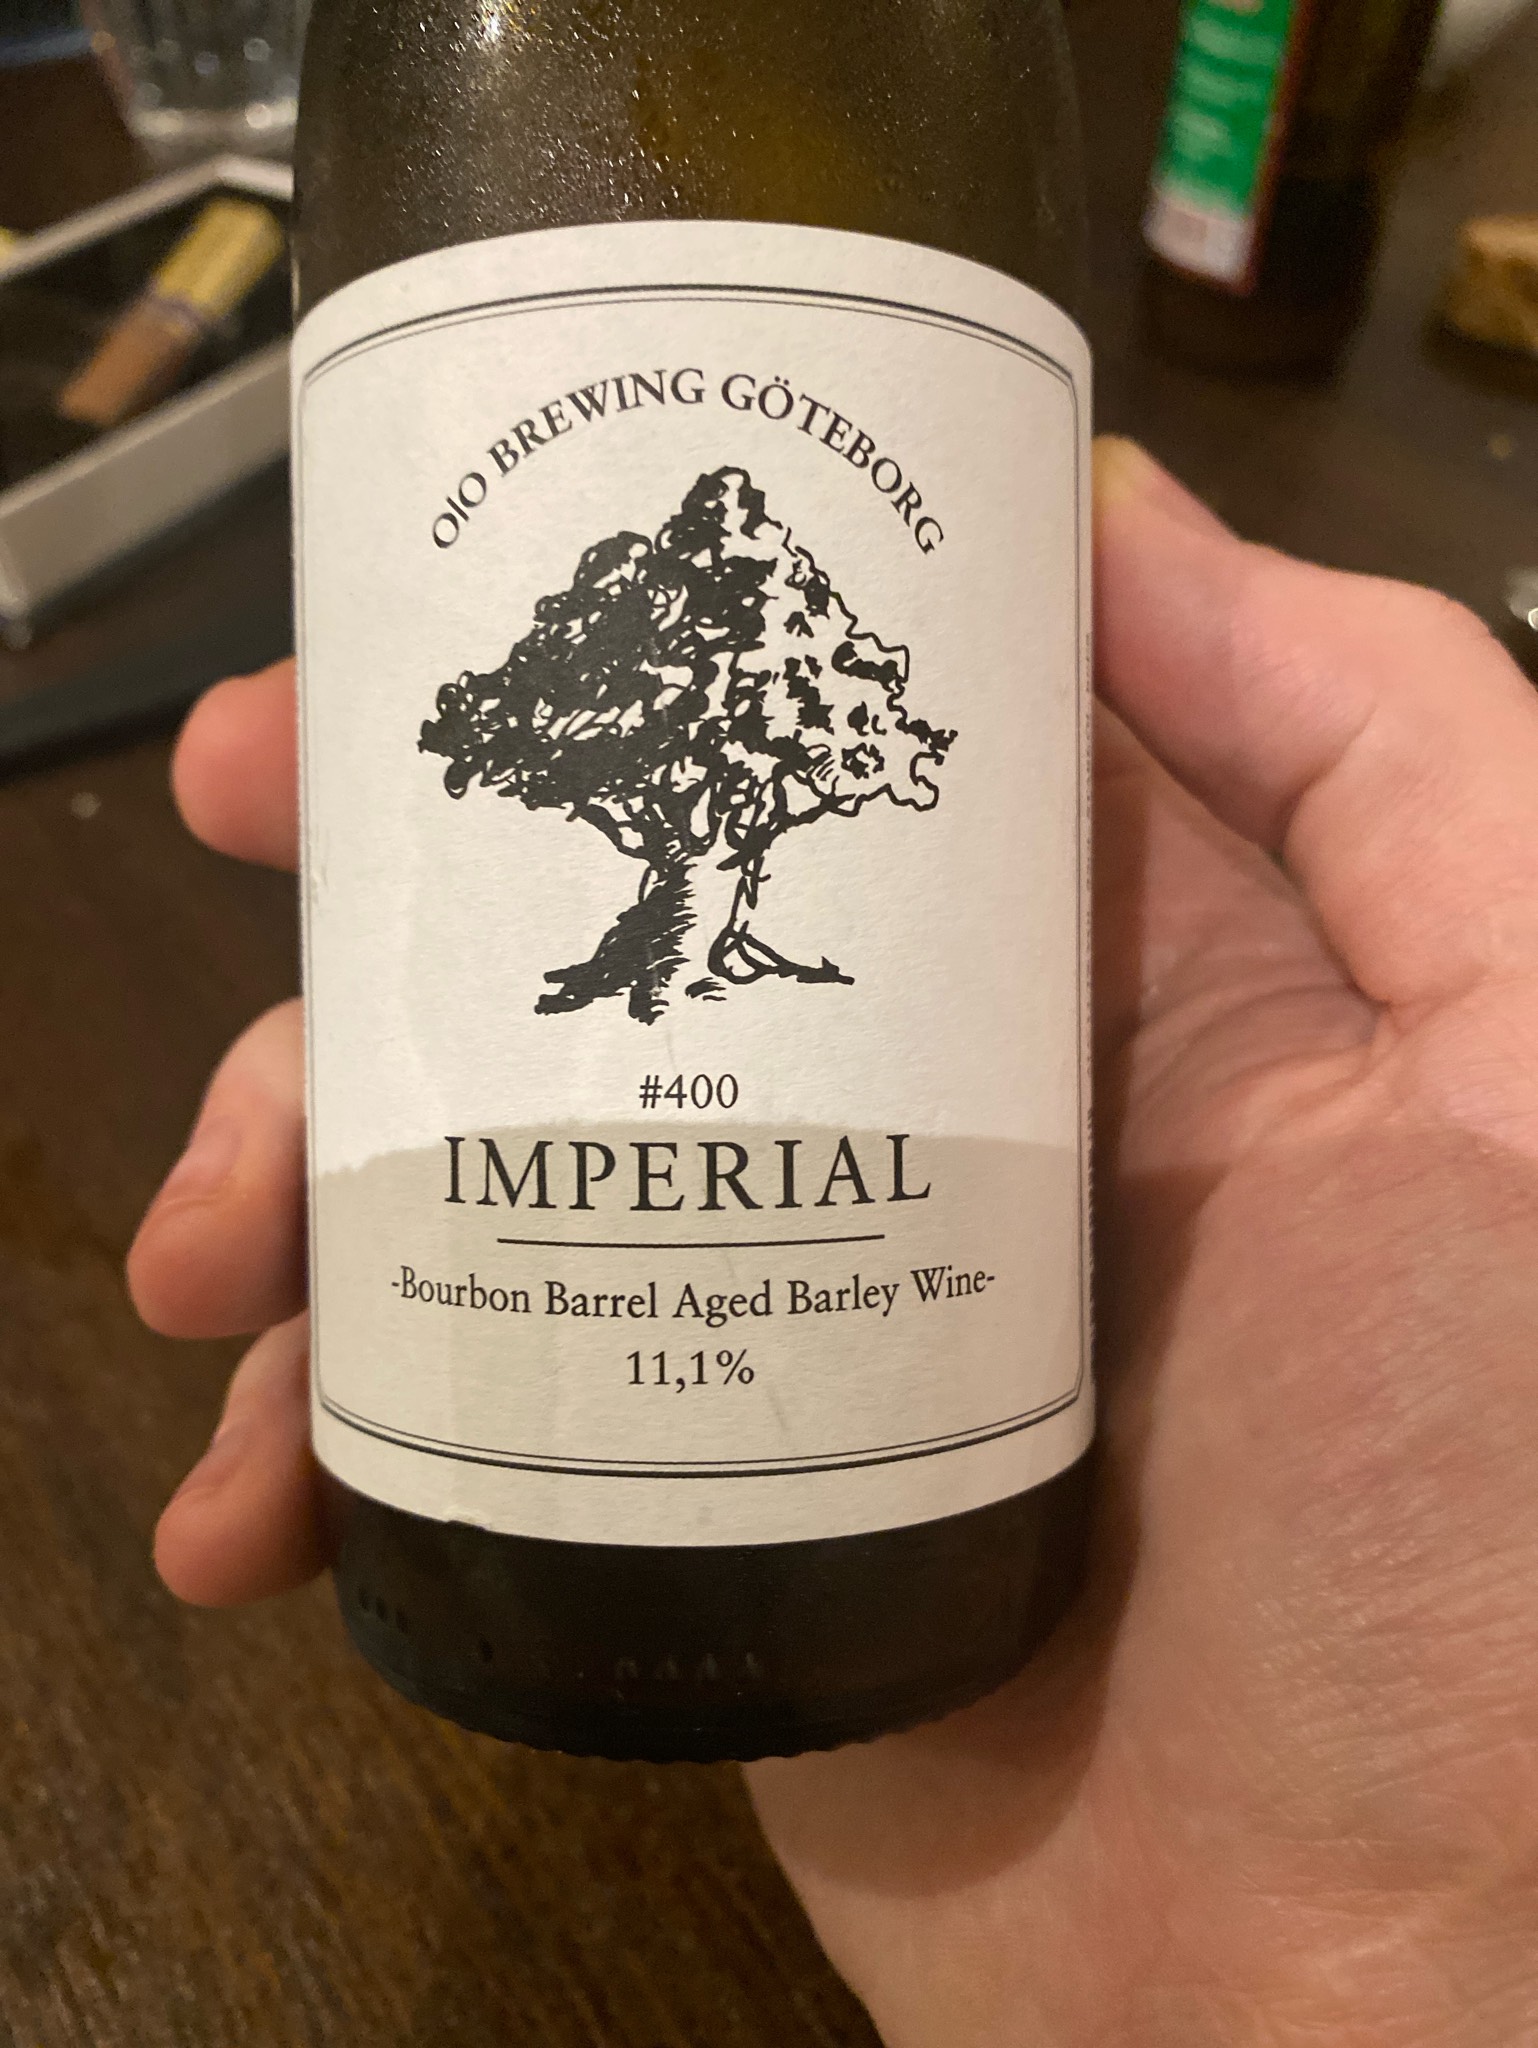 O|O BREWING GÖTEBORG
#400
IMPERIAL
-Bourbon Barrel Aged Barley Wine-
11,1%